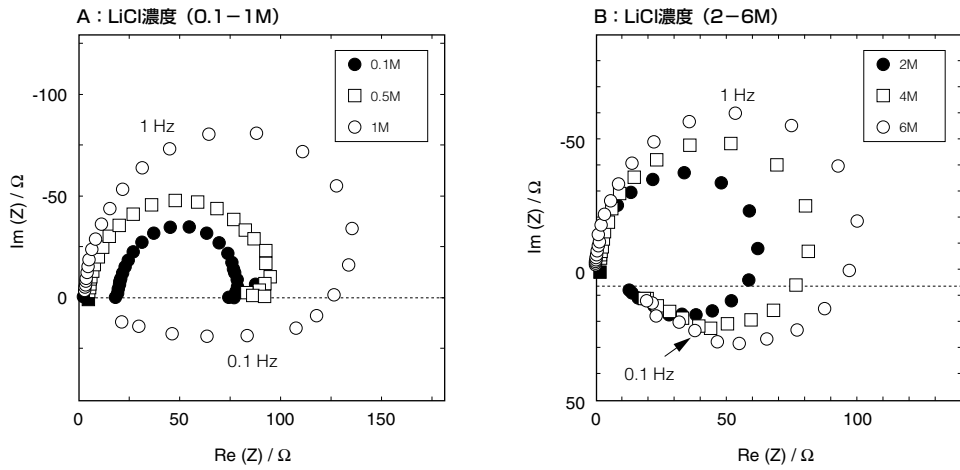 A：LiCl濃度（0.1－1M）
0.1M
0.5M
1M
-100
-50
0
1 Hz
0.1 Hz
Im (Z) / Ω
0 50 100 150
Re (Z) / Ω
B：LiCl濃度（2－6M）
2M
4M
6M
-50
0
50
1 Hz
0.1 Hz
Im (Z) / Ω
0 50 100
Re (Z) / Ω